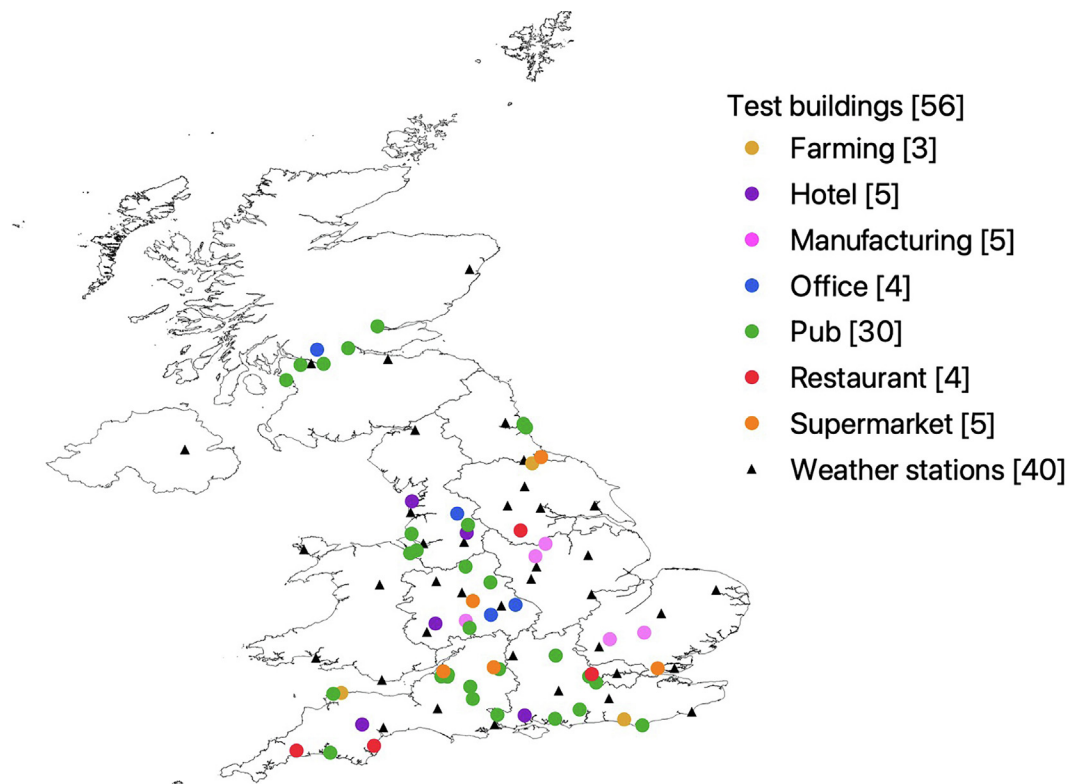 Test buildings [56]
Farming [3]
Hotel [5]
Manufacturing [5]
Office [4]
Pub [30]
Restaurant [4]
Supermarket [5]
Weather stations [40]